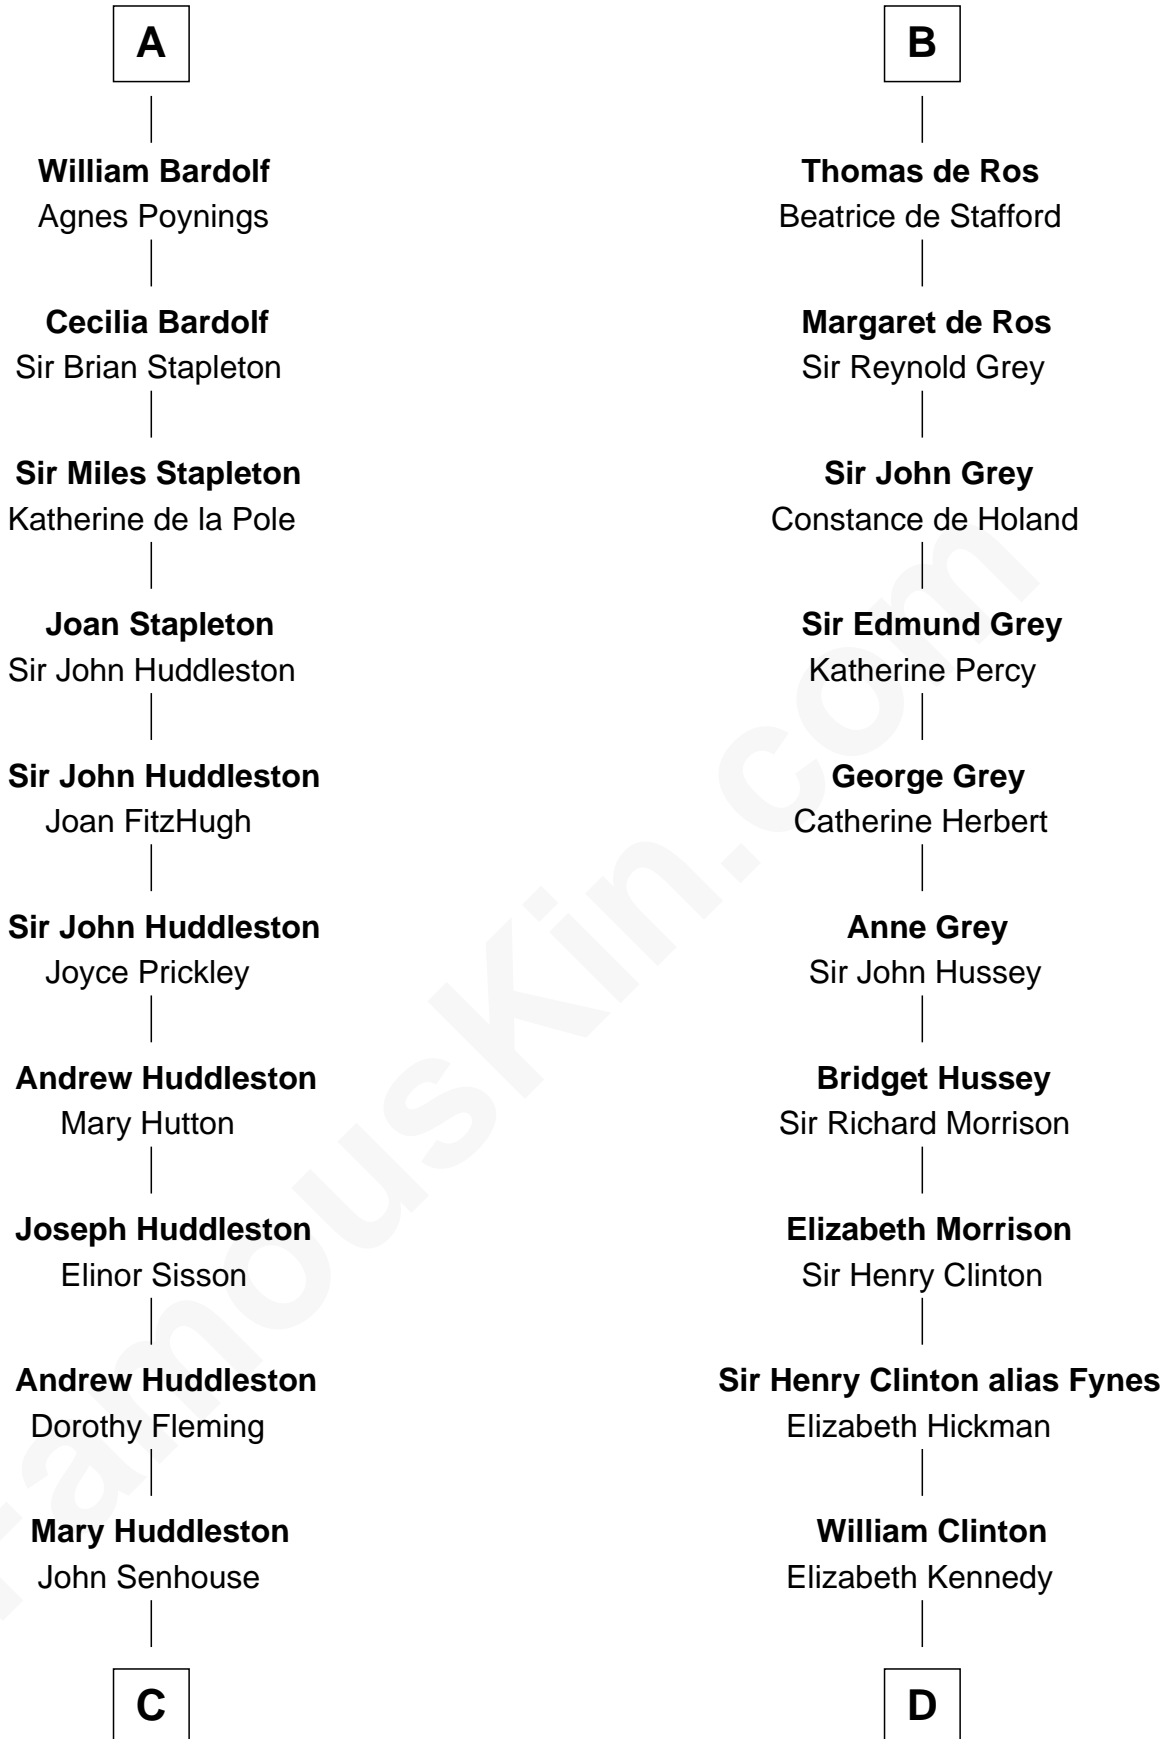 A
William Bardolf
Agnes Poynings
Cecilia Bardolf
Sir Brian Stapleton
Sir Miles Stapleton
Katherine de la Pole
Joan Stapleton
Sir John Huddleston
Sir John Huddleston
Joan FitzHugh
Sir John Huddleston
Joyce Prickley
Andrew Huddleston
Mary Hutton
Joseph Huddleston
Elinor Sisson
Andrew Huddleston
Dorothy Fleming
Mary Huddleston
John Senhouse
C
B
Thomas de Ros
Beatrice de Stafford
Margaret de Ros
Sir Reynold Grey
Sir John Grey
Constance de Holand
Sir Edmund Grey
Katherine Percy
George Grey
Catherine Herbert
Anne Grey
Sir John Hussey
Bridget Hussey
Sir Richard Morrison
Elizabeth Morrison
Sir Henry Clinton
Sir Henry Clinton alias Fynes
Elizabeth Hickman
William Clinton
Elizabeth Kennedy
D
FamousKin.com